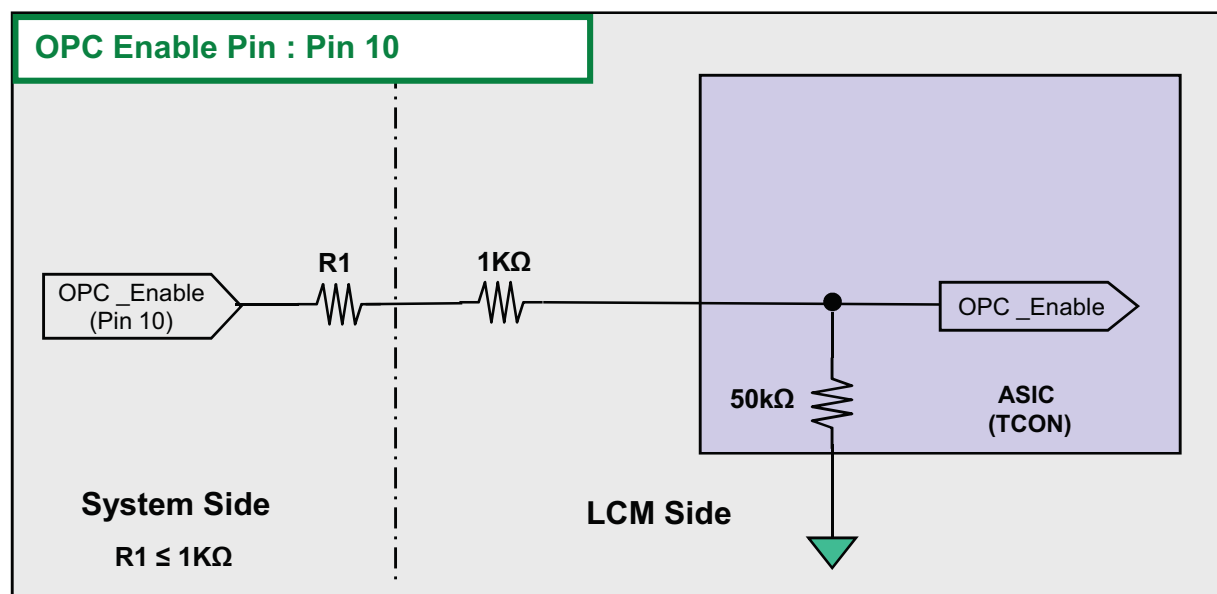 OPC Enable Pin : Pin 10
R1
1KΩ
OPC _Enable
(Pin 10)
OPC _Enable
50kΩ
ASIC
(TCON)
System Side
LCM Side
R1 ≤ 1KΩ